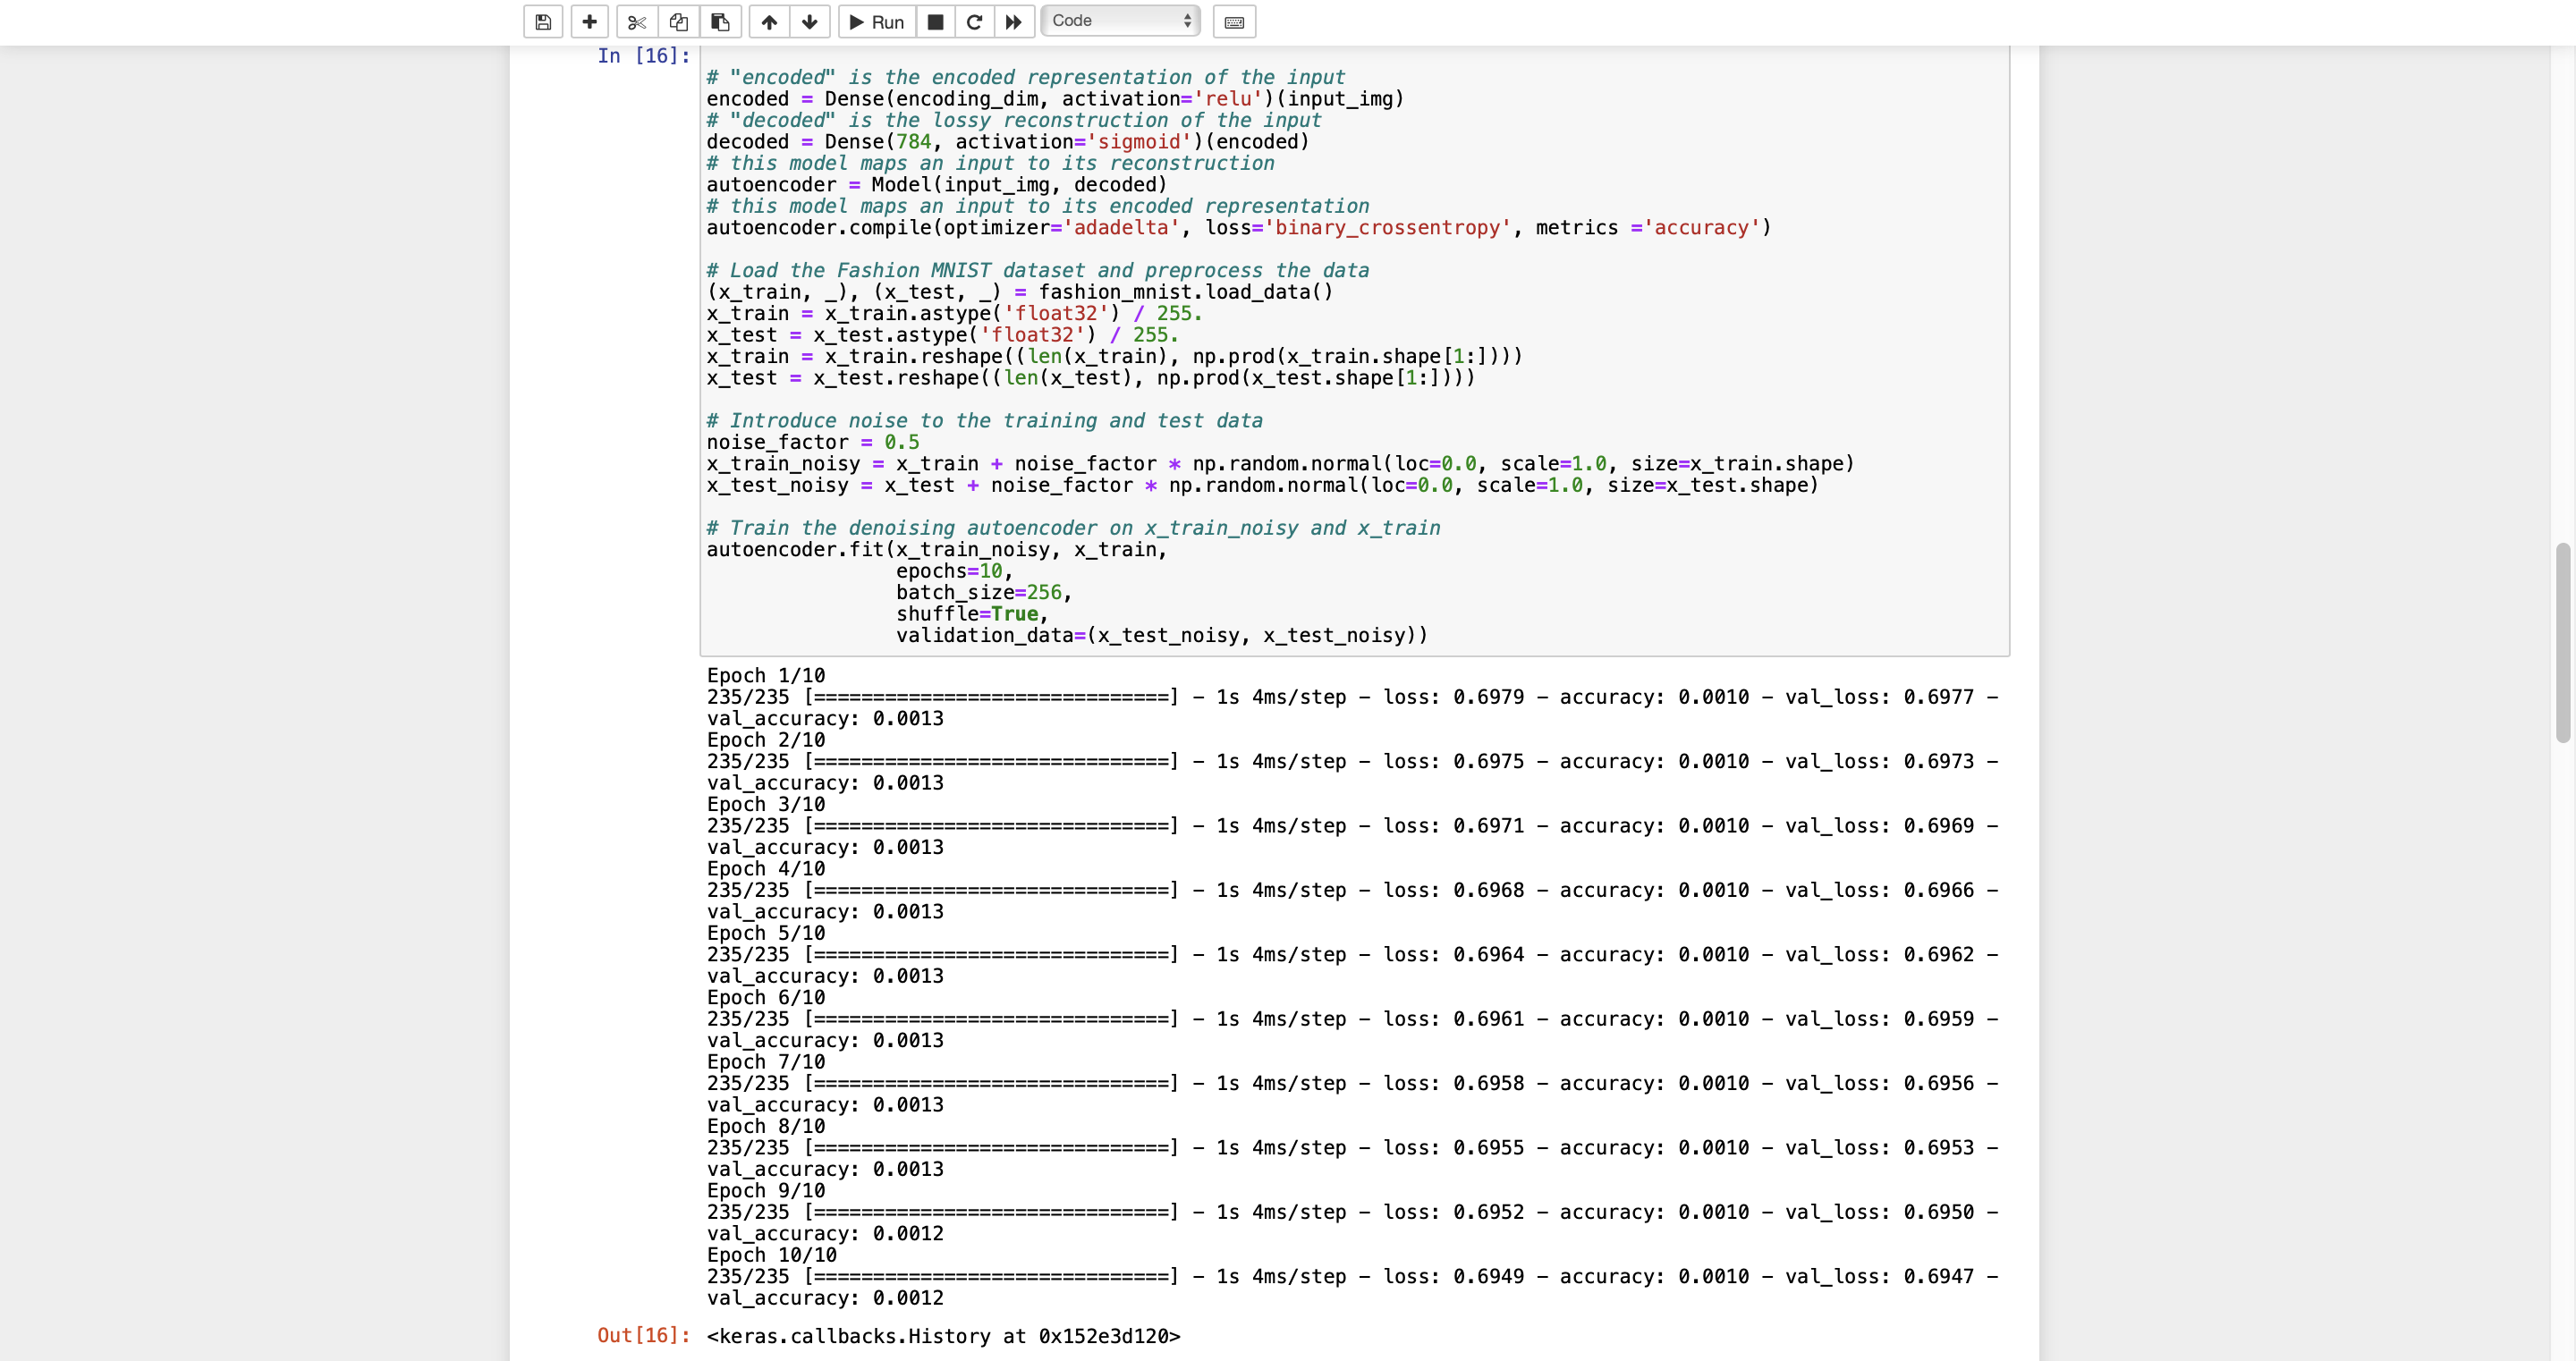 Run
Code
In [16]:
# "encoded" is the encoded representation of the input
encoded = Dense(encoding_dim, activation='relu')(input_img)
# "decoded" is the lossy reconstruction of the input
decoded = Dense(784, activation='sigmoid')(encoded)
# this model maps an input to its reconstruction
autoencoder = Model(input_img, decoded)
# this model maps an input to its encoded representation
autoencoder.compile(optimizer='adadelta', loss='binary_crossentropy', metrics ='accuracy')
# Load the Fashion MNIST dataset and preprocess the data
(x_train, _), (x_test, _) = fashion_mnist.load_data()
x_train = x_train.astype('float32') / 255.
x_test = x_test.astype('float32') / 255.
x_train = x_train.reshape((len(x_train), np.prod(x_train.shape[1:])))
x_test = x_test.reshape((len(x_test), np.prod(x_test.shape[1:])))
# Introduce noise to the training and test data
noise_factor = 0.5
x_train_noisy = x_train + noise_factor * np.random.normal(loc=0.0, scale=1.0, size=x_train.shape)
x_test_noisy = x_test + noise_factor * np.random.normal(loc=0.0, scale=1.0, size=x_test.shape)
# Train the denoising autoencoder on x_train_noisy and x_train
autoencoder.fit(x_train_noisy, x_train,
epochs=10,
batch_size=256,
shuffle=True,
validation_data=(x_test_noisy, x_test_noisy))
Epoch 1/10
235/235 [==============================] - 1s 4ms/step - loss: 0.6979 - accuracy: 0.0010 - val_loss: 0.6977 -
val_accuracy: 0.0013
Epoch 2/10
235/235 [==============================] - 1s 4ms/step - loss: 0.6975 - accuracy: 0.0010 - val_loss: 0.6973 -
val_accuracy: 0.0013
Epoch 3/10
235/235 [==============================] - 1s 4ms/step - loss: 0.6971 - accuracy: 0.0010 - val_loss: 0.6969 -
val_accuracy: 0.0013
Epoch 4/10
235/235 [==============================] - 1s 4ms/step - loss: 0.6968 - accuracy: 0.0010 - val_loss: 0.6966 -
val_accuracy: 0.0013
Epoch 5/10
235/235 [==============================] - 1s 4ms/step - loss: 0.6964 - accuracy: 0.0010 - val_loss: 0.6962 -
val_accuracy: 0.0013
Epoch 6/10
235/235 [==============================] - 1s 4ms/step - loss: 0.6961 - accuracy: 0.0010 - val_loss: 0.6959 -
val_accuracy: 0.0013
Epoch 7/10
235/235 [==============================] - 1s 4ms/step - loss: 0.6958 - accuracy: 0.0010 - val_loss: 0.6956 -
val_accuracy: 0.0013
Epoch 8/10
235/235 [==============================] - 1s 4ms/step - loss: 0.6955 - accuracy: 0.0010 - val_loss: 0.6953 -
val_accuracy: 0.0013
Epoch 9/10
235/235 [==============================] - 1s 4ms/step - loss: 0.6952 - accuracy: 0.0010 - val_loss: 0.6950 -
val_accuracy: 0.0012
Epoch 10/10
235/235 [==============================] - 1s 4ms/step - loss: 0.6949 - accuracy: 0.0010 - val_loss: 0.6947 -
val_accuracy: 0.0012
Out[16]: <keras.callbacks.History at 0x152e3d120>